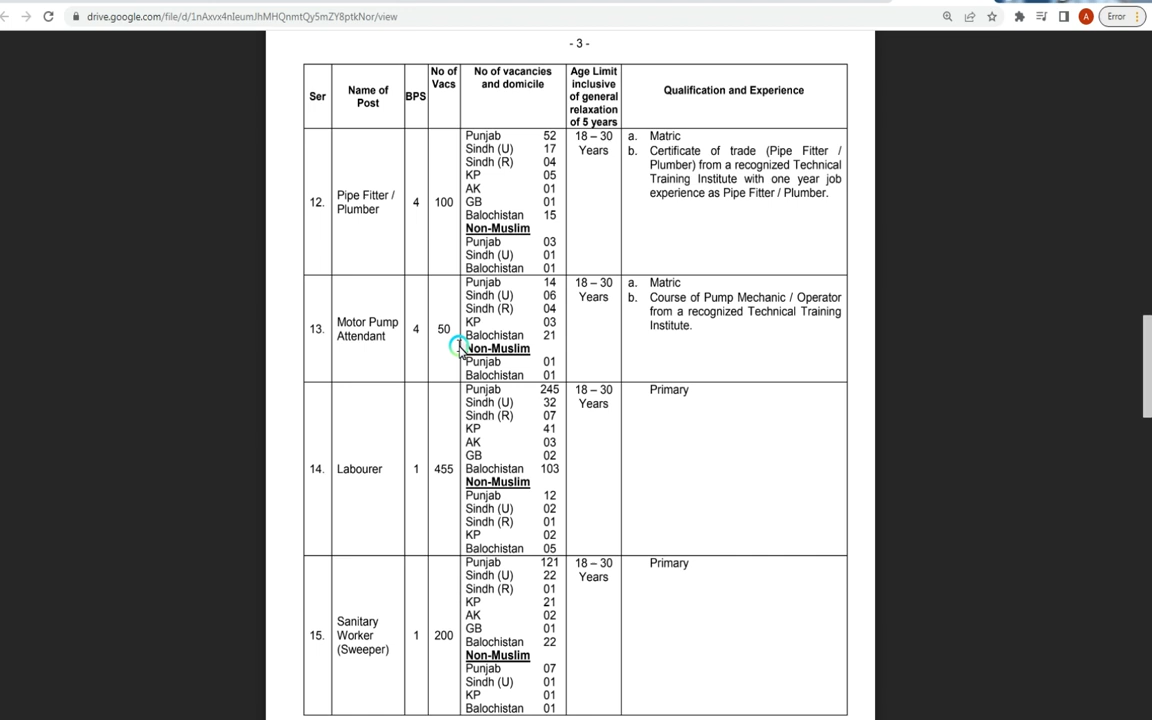 drive.google.com/file/d/1nAxvx4nIeumJhMHQnmtQy5mZY8ptkNor/view
A
Error
- 3 -
Ser
Name of
Post
BPS
No of
Vacs
No of vacancies
and domicile
Age Limit
inclusive
of general
relaxation
of 5 years
Qualification and Experience
12.
Pipe Fitter /
Plumber
4
100
Punjab 52
Sindh (U) 17
Sindh (R) 04
KP 05
AK 01
GB 01
Balochistan 15
Non-Muslim
Punjab 03
Sindh (U) 01
Balochistan 01
18 – 30
Years
a. Matric
b. Certificate of trade (Pipe Fitter /
Plumber) from a recognized Technical
Training Institute with one year job
experience as Pipe Fitter / Plumber.
13.
Motor Pump
Attendant
4
50
Punjab 14
Sindh (U) 06
Sindh (R) 04
KP 03
Balochistan 21
Non-Muslim
Punjab 01
Balochistan 01
18 – 30
Years
a. Matric
b. Course of Pump Mechanic / Operator
from a recognized Technical Training
Institute.
14.
Labourer
1
455
Punjab 245
Sindh (U) 32
Sindh (R) 07
KP 41
AK 03
GB 02
Balochistan 103
Non-Muslim
Punjab 12
Sindh (U) 02
Sindh (R) 01
KP 02
Balochistan 05
18 – 30
Years
Primary
15.
Sanitary
Worker
(Sweeper)
1
200
Punjab 121
Sindh (U) 22
Sindh (R) 01
KP 21
AK 02
GB 01
Balochistan 22
Non-Muslim
Punjab 07
Sindh (U) 01
KP 01
Balochistan 01
18 – 30
Years
Primary